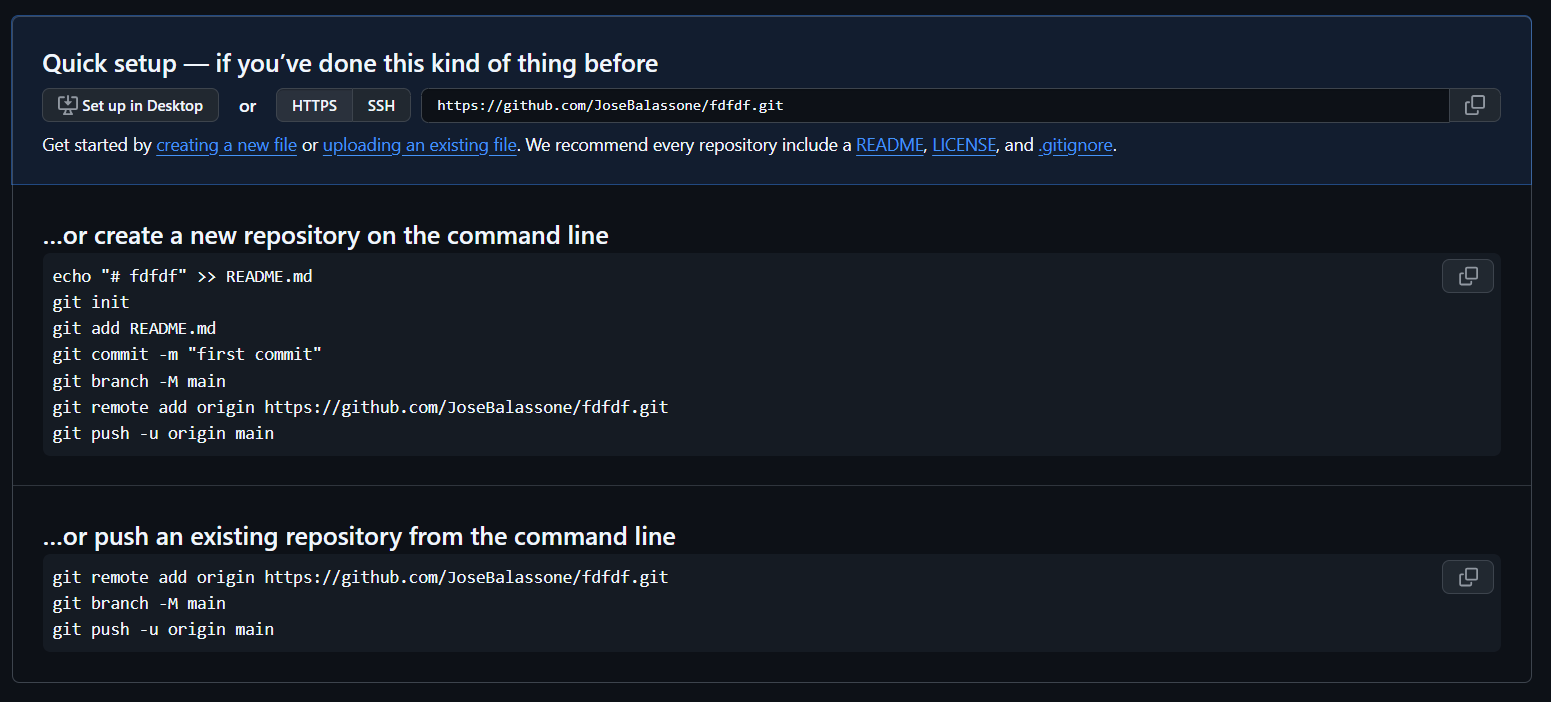 Quick setup — if you’ve done this kind of thing before
Set up in Desktop or HTTPS SSH https://github.com/JoseBalassone/fdfdf.git
Get started by creating a new file or uploading an existing file. We recommend every repository include a README, LICENSE, and .gitignore.
…or create a new repository on the command line
echo "# fdfdf" >> README.md
git init
git add README.md
git commit -m "first commit"
git branch -M main
git remote add origin https://github.com/JoseBalassone/fdfdf.git
git push -u origin main
…or push an existing repository from the command line
git remote add origin https://github.com/JoseBalassone/fdfdf.git
git branch -M main
git push -u origin main